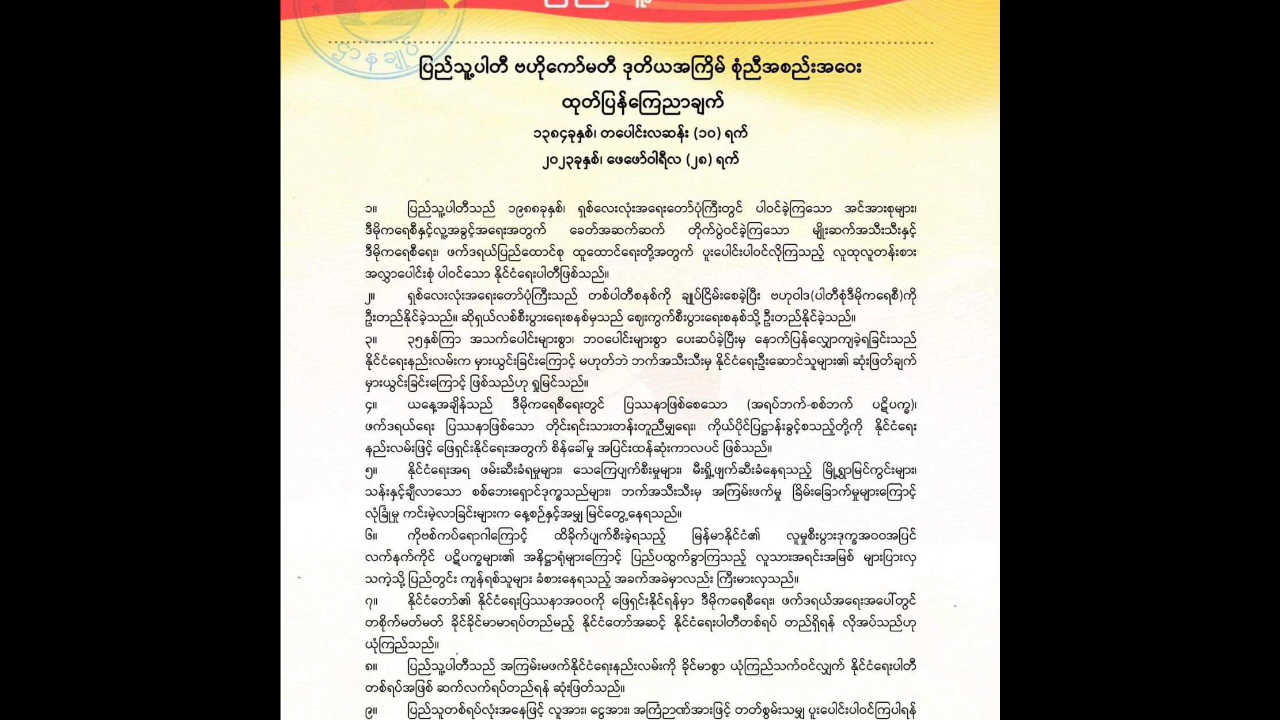 ဌာနချုပ်
ပြည်သူ့ပါတီ ဗဟိုကော်မတီ ဒုတိယအကြိမ် စုံညီအစည်းအဝေး
ထုတ်ပြန်ကြေညာချက်
၁၃၈၄ခုနှစ်၊ တပေါင်းလဆန်း (၁၀) ရက်
၂၀၂၃ခုနှစ်၊ ဖေဖော်ဝါရီလ (၂၈) ရက်
၁။ ပြည်သူ့ပါတီသည် ၁၉၈၈ခုနှစ်၊ ရှစ်လေးလုံးအရေးတော်ပုံကြီးတွင် ပါဝင်ခဲ့ကြသော အင်အားစုများ၊
ဒီမိုကရေစီနှင့်လူ့အခွင့်အရေးအတွက် ခေတ်အဆက်ဆက် တိုက်ပွဲဝင်ခဲ့ကြသော မျိုးဆက်အသီးသီးနှင့်
ဒီမိုကရေစီရေး၊ ဖက်ဒရယ်ပြည်ထောင်စု ထူထောင်ရေးတို့အတွက် ပူးပေါင်းပါဝင်လိုကြသည့် လူထုလူတန်းစား
အလွှာပေါင်းစုံ ပါဝင်သော နိုင်ငံရေးပါတီဖြစ်သည်။
၂။ ရှစ်လေးလုံးအရေးတော်ပုံကြီးသည် တစ်ပါတီစနစ်ကို ချုပ်ငြိမ်းစေခဲ့ပြီး ဗဟုဝါဒ(ပါတီစုံဒီမိုကရေစီ)ကို
ဦးတည်နိုင်ခဲ့သည်။ ဆိုရှယ်လစ်စီးပွားရေးစနစ်မှသည် ဈေးကွက်စီးပွားရေးစနစ်သို့ ဦးတည်နိုင်ခဲ့သည်။
၃။ ၃၅နှစ်ကြာ အသက်ပေါင်းများစွာ၊ ဘဝပေါင်းများစွာ ပေးဆပ်ခဲ့ပြီးမှ နောက်ပြန်လျှောကျခဲ့ရခြင်းသည်
နိုင်ငံရေးနည်းလမ်းက မှားယွင်းခြင်းကြောင့် မဟုတ်ဘဲ ဘက်အသီးသီးမှ နိုင်ငံရေးဦးဆောင်သူများ၏ ဆုံးဖြတ်ချက်
မှားယွင်းခြင်းကြောင့် ဖြစ်သည်ဟု ရှုမြင်သည်။
၄။ ယနေ့အချိန်သည် ဒီမိုကရေစီရေးတွင် ပြဿနာဖြစ်စေသော (အရပ်ဘက်-စစ်ဘက် ပဋိပက္ခ)၊
ဖက်ဒရယ်ရေး ပြဿနာဖြစ်သော တိုင်းရင်းသားတန်းတူညီမျှရေး၊ ကိုယ်ပိုင်ပြဋ္ဌာန်းခွင့်စသည်တို့ကို နိုင်ငံရေး
နည်းလမ်းဖြင့် ဖြေရှင်းနိုင်ရေးအတွက် စိန်ခေါ်မှု အပြင်းထန်ဆုံးကာလပင် ဖြစ်သည်။
၅။ နိုင်ငံရေးအရ ဖမ်းဆီးခံရမှုများ၊ သေကြေပျက်စီးမှုများ၊ မီးရှို့ဖျက်ဆီးခံနေရသည့် မြို့ရွာမြင်ကွင်းများ၊
သန်းနှင့်ချီလာသော စစ်ဘေးရှောင်ဒုက္ခသည်များ၊ ဘက်အသီးသီးမှ အကြမ်းဖက်မှု ခြိမ်းခြောက်မှုများကြောင့်
လုံခြုံမှု ကင်းမဲ့လာခြင်းများက နေ့စဉ်နှင့်အမျှ မြင်တွေ့နေရသည်။
၆။ ကိုဗစ်ကပ်ရောဂါကြောင့် ထိခိုက်ပျက်စီးခဲ့ရသည့် မြန်မာနိုင်ငံ၏ လူမှုစီးပွားဒုက္ခအဝဝအပြင်
လက်နက်ကိုင် ပဋိပက္ခများ၏ အနိဋ္ဌာရုံများကြောင့် ပြည်ပထွက်ခွာကြသည့် လူသားအရင်းအမြစ် များပြားလှ
သကဲ့သို့ ပြည်တွင်း ကျန်ရစ်သူများ ခံစားနေရသည့် အခက်အခဲမှာလည်း ကြီးမားလှသည်။
၇။ နိုင်ငံတော်၏ နိုင်ငံရေးပြဿနာအဝဝကို ဖြေရှင်းနိုင်ရန်မှာ ဒီမိုကရေစီရေး၊ ဖက်ဒရယ်အရေးအပေါ်တွင်
တစိုက်မတ်မတ် ခိုင်ခိုင်မာမာရပ်တည်မည့် နိုင်ငံတော်အဆင့် နိုင်ငံရေးပါတီတစ်ရပ် တည်ရှိရန် လိုအပ်သည်ဟု
ယုံကြည်သည်။
၈။ ပြည်သူ့ပါတီသည် အကြမ်းမဖက်နိုင်ငံရေးနည်းလမ်းကို ခိုင်မာစွာ ယုံကြည်သက်ဝင်လျှက် နိုင်ငံရေးပါတီ
တစ်ရပ်အဖြစ် ဆက်လက်ရပ်တည်ရန် ဆုံးဖြတ်သည်။
၉။ ပြည်သူတစ်ရပ်လုံးအနေဖြင့် လူအား၊ ငွေအား၊ အကြံဉာဏ်အားဖြင့် တတ်စွမ်းသမျှ ပူးပေါင်းပါဝင်ကြပါရန်